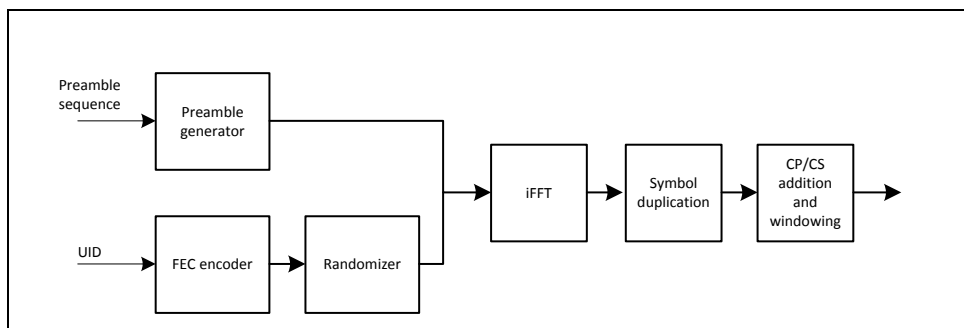 Preamble
sequence
Preamble
generator
iFFT
Symbol
duplication
CP/CS
addition
and
windowing
UID
FEC encoder
Randomizer